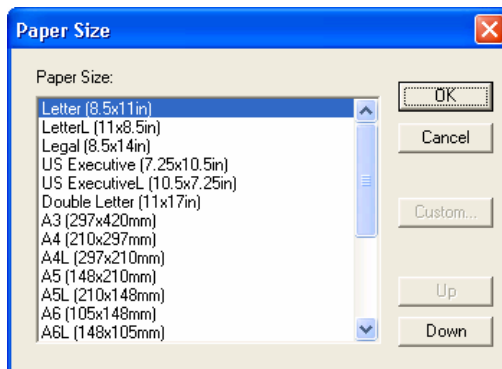 Paper Size
Paper Size:
Letter (8.5x11in)
LetterL (11x8.5in)
Legal (8.5x14in)
US Executive (7.25x10.5in)
US ExecutiveL (10.5x7.25in)
Double Letter (11x17in)
A3 (297x420mm)
A4 (210x297mm)
A4L (297x210mm)
A5 (148x210mm)
A5L (210x148mm)
A6 (105x148mm)
A6L (148x105mm)
OK
Cancel
Custom...
Up
Down